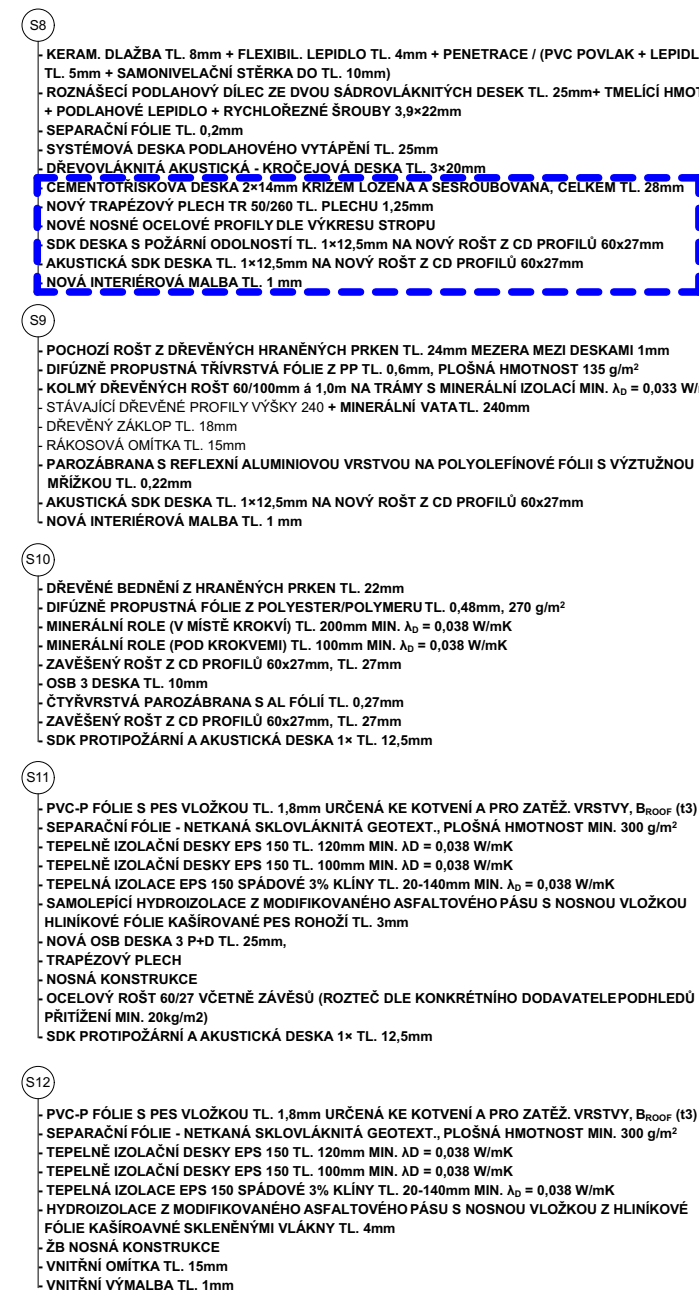 S8
- KERAM. DLAŽBA TL. 8mm + FLEXIBIL. LEPIDLO TL. 4mm + PENETRACE / (PVC POVLAK + LEPIDL
TL. 5mm + SAMONIVELAČNÍ STĚRKA DO TL. 10mm)
- ROZNÁŠECÍ PODLAHOVÝ DÍLEC ZE DVOU SÁDROVLÁKNITÝCH DESEK TL. 25mm+ TMELÍCÍ HMOT
+ PODLAHOVÉ LEPIDLO + RYCHLOŘEZNÉ ŠROUBY 3,9×22mm
- SEPARAČNÍ FÓLIE TL. 0,2mm
- SYSTÉMOVÁ DESKA PODLAHOVÉHO VYTÁPĚNÍ TL. 25mm
- DŘEVOVLÁKNITÁ AKUSTICKÁ - KROČEJOVÁ DESKA TL. 3×20mm
- CEMENTOTŘÍSKOVÁ DESKA 2×14mm KŘÍŽEM LOŽENÁ A SEŠROUBOVANÁ, CELKEM TL. 28mm
- NOVÝ TRAPÉZOVÝ PLECH TR 50/260 TL. PLECHU 1,25mm
- NOVÉ NOSNÉ OCELOVÉ PROFILY DLE VÝKRESU STROPU
- SDK DESKA S POŽÁRNÍ ODOLNOSTÍ TL. 1×12,5mm NA NOVÝ ROŠT Z CD PROFILŮ 60x27mm
- AKUSTICKÁ SDK DESKA TL. 1×12,5mm NA NOVÝ ROŠT Z CD PROFILŮ 60x27mm
- NOVÁ INTERIÉROVÁ MALBA TL. 1 mm
S9
- POCHOZÍ ROŠT Z DŘEVĚNÝCH HRANĚNÝCH PRKEN TL. 24mm MEZERA MEZI DESKAMI 1mm
- DIFÚZNĚ PROPUSTNÁ TŘÍVRSTVÁ FÓLIE Z PP TL. 0,6mm, PLOŠNÁ HMOTNOST 135 g/m²
- KOLMÝ DŘEVĚNÝCH ROŠT 60/100mm á 1,0m NA TRÁMY S MINERÁLNÍ IZOLACÍ MIN. λD = 0,033 W/
- STÁVAJÍCÍ DŘEVĚNÉ PROFILY VÝŠKY 240 + MINERÁLNÍ VATATL. 240mm
- DŘEVĚNÝ ZÁKLOP TL. 18mm
- RÁKOSOVÁ OMÍTKA TL. 15mm
- PAROZÁBRANA S REFLEXNÍ ALUMINIOVOU VRSTVOU NA POLYOLEFÍNOVÉ FÓLII S VÝZTUŽNOU
MŘÍŽKOU TL. 0,22mm
- AKUSTICKÁ SDK DESKA TL. 1×12,5mm NA NOVÝ ROŠT Z CD PROFILŮ 60x27mm
- NOVÁ INTERIÉROVÁ MALBA TL. 1 mm
S10
- DŘEVĚNÉ BEDNĚNÍ Z HRANĚNÝCH PRKEN TL. 22mm
- DIFÚZNĚ PROPUSTNÁ FÓLIE Z POLYESTER/POLYMERU TL. 0,48mm, 270 g/m²
- MINERÁLNÍ ROLE (V MÍSTĚ KROKVÍ) TL. 200mm MIN. λD = 0,038 W/mK
- MINERÁLNÍ ROLE (POD KROKVEMI) TL. 100mm MIN. λD = 0,038 W/mK
- ZAVĚŠENÝ ROŠT Z CD PROFILŮ 60x27mm, TL. 27mm
- OSB 3 DESKA TL. 10mm
- ČTYŘVRSTVÁ PAROZÁBRANA S AL FÓLIÍ TL. 0,27mm
- ZAVĚŠENÝ ROŠT Z CD PROFILŮ 60x27mm, TL. 27mm
- SDK PROTIPOŽÁRNÍ A AKUSTICKÁ DESKA 1× TL. 12,5mm
S11
- PVC-P FÓLIE S PES VLOŽKOU TL. 1,8mm URČENÁ KE KOTVENÍ A PRO ZATĚŽ. VRSTVY, BROOF (t3)
- SEPARAČNÍ FÓLIE - NETKANÁ SKLOVLÁKNITÁ GEOTEXT., PLOŠNÁ HMOTNOST MIN. 300 g/m²
- TEPELNĚ IZOLAČNÍ DESKY EPS 150 TL. 120mm MIN. λD = 0,038 W/mK
- TEPELNĚ IZOLAČNÍ DESKY EPS 150 TL. 100mm MIN. λD = 0,038 W/mK
- TEPELNÁ IZOLACE EPS 150 SPÁDOVÉ 3% KLÍNY TL. 20-140mm MIN. λD = 0,038 W/mK
- SAMOLEPÍCÍ HYDROIZOLACE Z MODIFIKOVANÉHO ASFALTOVÉHO PÁSU S NOSNOU VLOŽKOU
HLINÍKOVÉ FÓLIE KAŠÍROVANÉ PES ROHOŽÍ TL. 3mm
- NOVÁ OSB DESKA 3 P+D TL. 25mm,
- TRAPÉZOVÝ PLECH
- NOSNÁ KONSTRUKCE
- OCELOVÝ ROŠT 60/27 VČETNĚ ZÁVĚSŮ (ROZTEČ DLE KONKRÉTNÍHO DODAVATELE PODHLEDŮ
PŘITÍŽENÍ MIN. 20kg/m2)
- SDK PROTIPOŽÁRNÍ A AKUSTICKÁ DESKA 1× TL. 12,5mm
S12
- PVC-P FÓLIE S PES VLOŽKOU TL. 1,8mm URČENÁ KE KOTVENÍ A PRO ZATĚŽ. VRSTVY, BROOF (t3)
- SEPARAČNÍ FÓLIE - NETKANÁ SKLOVLÁKNITÁ GEOTEXT., PLOŠNÁ HMOTNOST MIN. 300 g/m²
- TEPELNĚ IZOLAČNÍ DESKY EPS 150 TL. 120mm MIN. λD = 0,038 W/mK
- TEPELNĚ IZOLAČNÍ DESKY EPS 150 TL. 100mm MIN. λD = 0,038 W/mK
- TEPELNÁ IZOLACE EPS 150 SPÁDOVÉ 3% KLÍNY TL. 20-140mm MIN. λD = 0,038 W/mK
- HYDROIZOLACE Z MODIFIKOVANÉHO ASFALTOVÉHO PÁSU S NOSNOU VLOŽKOU Z HLINÍKOVÉ
FÓLIE KAŠÍROAVNÉ SKLENĚNÝMI VLÁKNY TL. 4mm
- ŽB NOSNÁ KONSTRUKCE
- VNITŘNÍ OMÍTKA TL. 15mm
- VNITŘNÍ VÝMALBA TL. 1mm